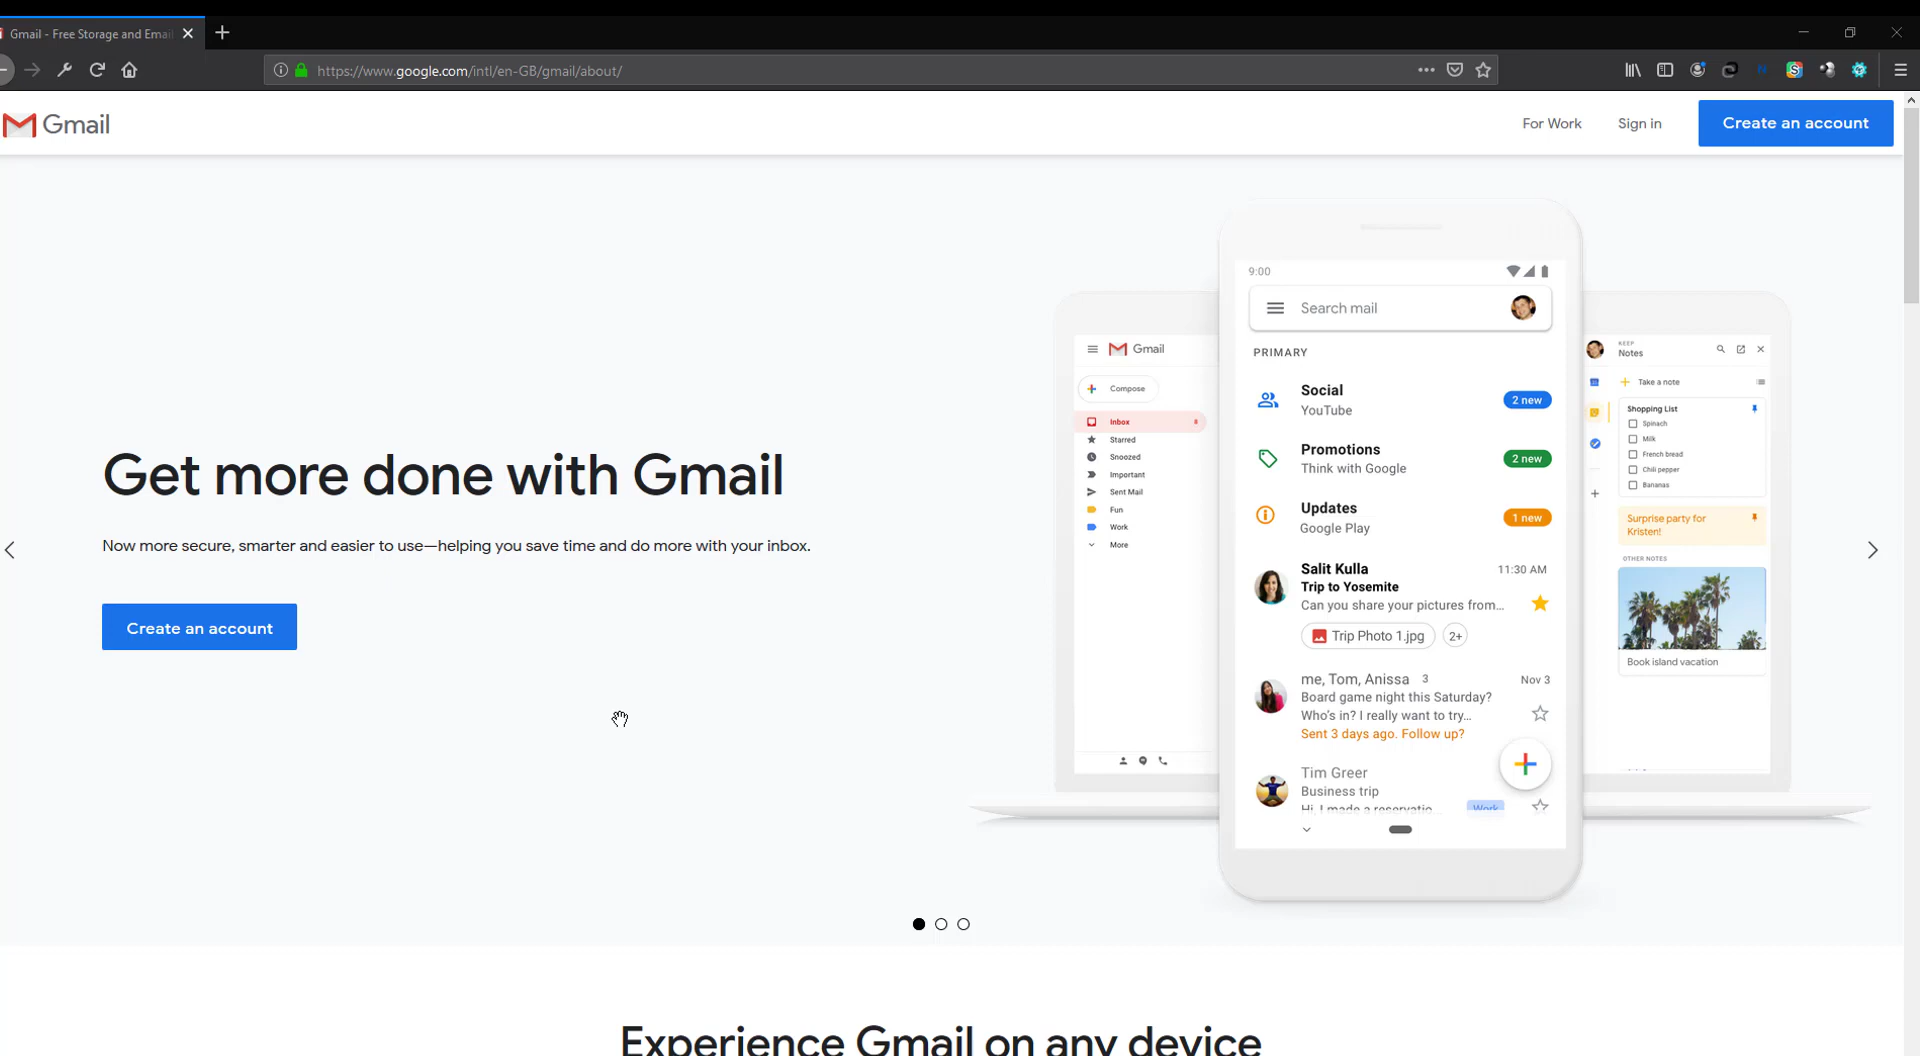 Gmail - Free Storage and Email
https://www.google.com/intl/en-GB/gmail/about/
Gmail
For Work
Sign in
Create an account
Get more done with Gmail
Now more secure, smarter and easier to use—helping you save time and do more with your inbox.
Create an account
Gmail
Compose
Inbox
Starred
Snoozed
Important
Sent Mail
Fun
Work
More
9:00
Search mail
PRIMARY
Social
YouTube
2 new
Promotions
Think with Google
2 new
Updates
Google Play
1 new
Salit Kulla 11:30 AM
Trip to Yosemite
Can you share your pictures from...
Trip Photo 1.jpg 2+
me, Tom, Anissa 3 Nov 3
Board game night this Saturday?
Who's in? I really want to try...
Sent 3 days ago. Follow up?
Tim Greer
Business trip
Hi, I made a reservatio...
Work
KEEP
Notes
Take a note
Shopping List
Spinach
Milk
French bread
Chili pepper
Bananas
Surprise party for
Kristen!
OTHER NOTES
Book island vacation
Experience Gmail on any device